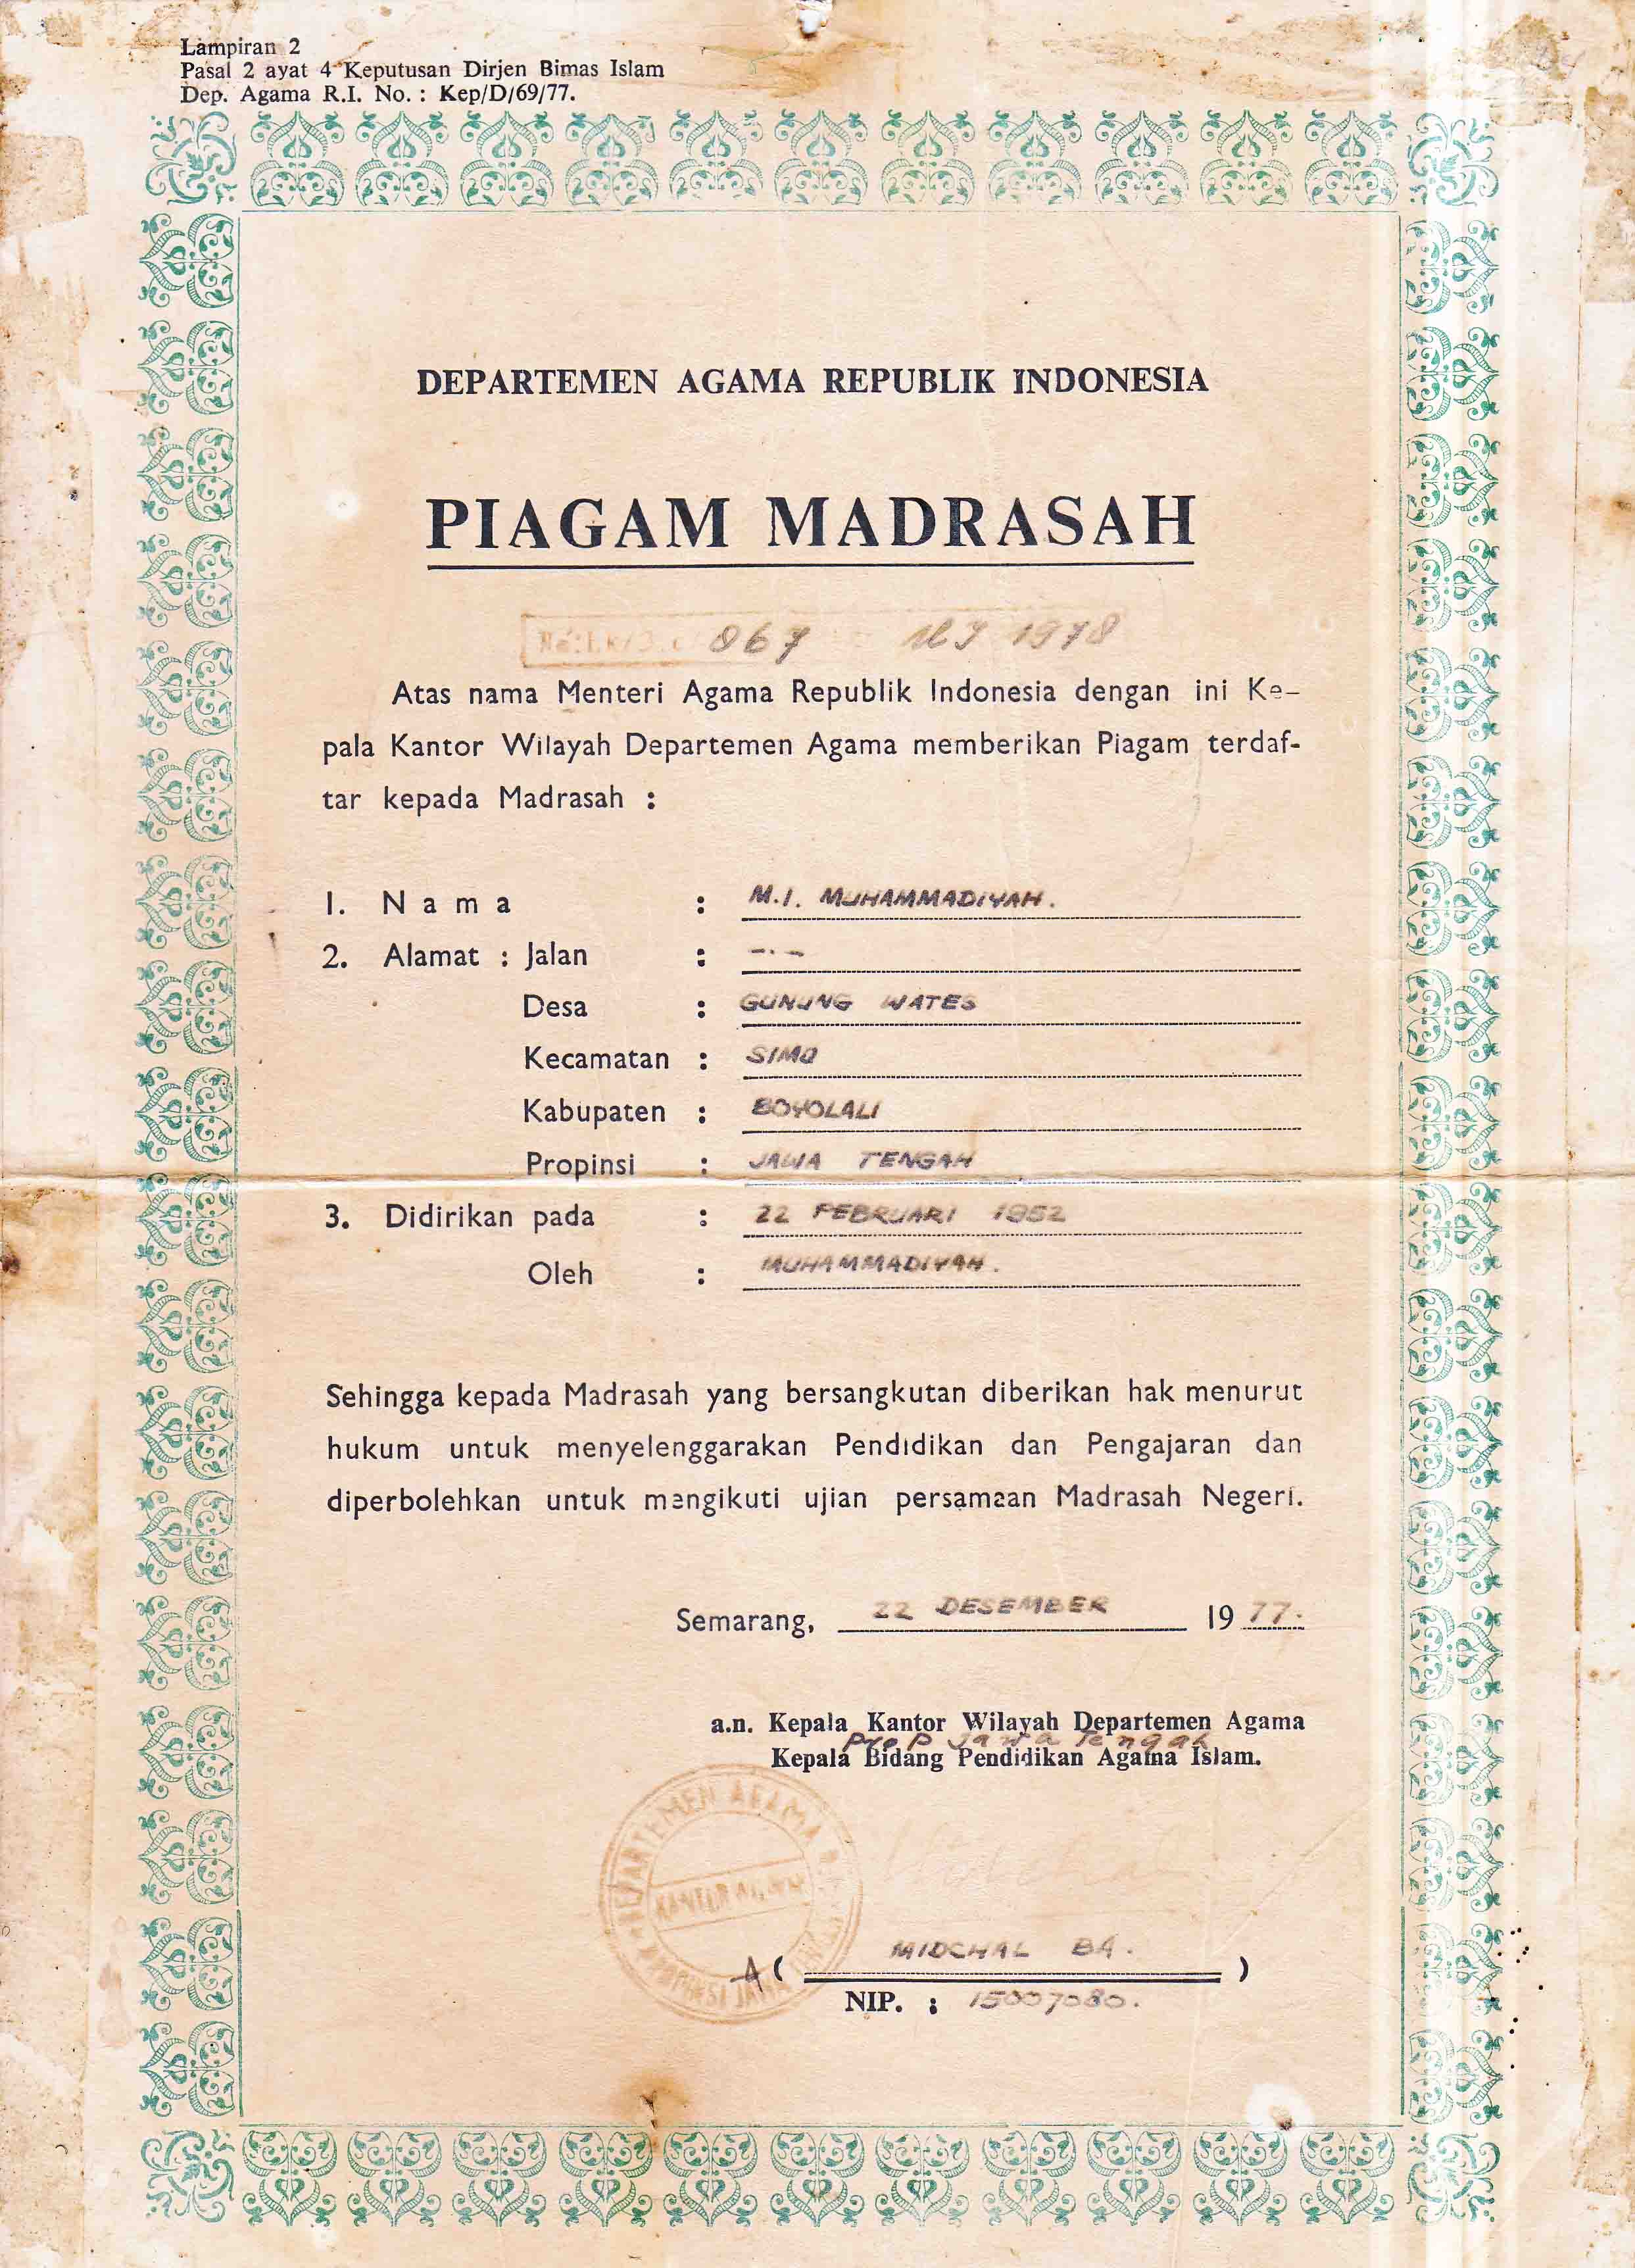 Lampiran 2
Pasal 2 ayat 4 Keputusan Dirjen Bimas Islam
Dep. Agama R.I. No. : Kep/D/69/77.
DEPARTEMEN AGAMA REPUBLIK INDONESIA
PIAGAM MADRASAH
067 1978
Atas nama Menteri Agama Republik Indonesia dengan ini Ke-
pala Kantor Wilayah Departemen Agama memberikan Piagam terdaf-
tar kepada Madrasah :
1. Nama : M.I. MUHAMMADIYAH.
2. Alamat : Jalan : -.-
Desa : GUNUNG WATES
Kecamatan : SIMO
Kabupaten : BOYOLALI
Propinsi : JAWA TENGAH
3. Didirikan pada : 22 FEBRUARI 1952
Oleh : MUHAMMADIYAH.
Sehingga kepada Madrasah yang bersangkutan diberikan hak menurut
hukum untuk menyelenggarakan Pendidikan dan Pengajaran dan
diperbolehkan untuk mengikuti ujian persamaan Madrasah Negeri.
Semarang, 22 DESEMBER 1977.
a.n. Kepala Kantor Wilayah Departemen Agama
Prop Jawa Tengah
Kepala Bidang Pendidikan Agama Islam.
DEPARTEMEN AGAMA
KANTOR
( MIDCHAL BA. )
NIP. : 15007080.